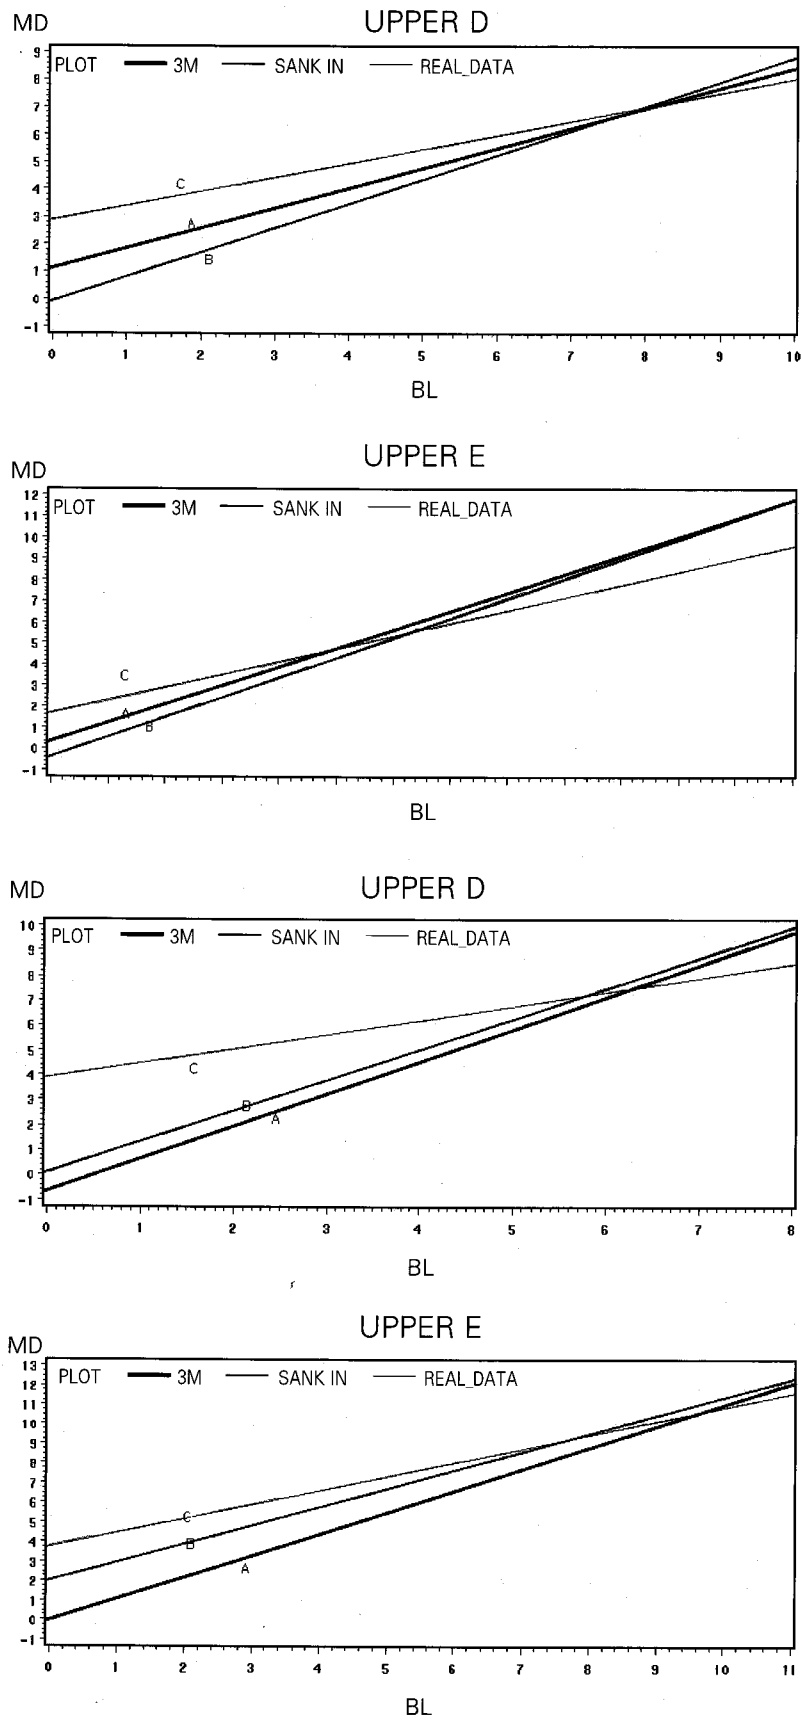 MD UPPER D
9
PLOT 3M SANK IN REAL_DATA
8
7
6
5
C
4
3
A
2
B
1
0
-1
0 1 2 3 4 5 6 7 8 9 10
BL
MD UPPER E
12
PLOT 3M SANK IN REAL_DATA
11
10
9
8
7
6
5
4
C
3
2
A
1
B
0
-1
BL
MD UPPER D
10
PLOT 3M SANK IN REAL_DATA
9
8
7
6
5
C
4
3
B
A
2
1
0
-1
0 1 2 3 4 5 6 7 8
BL
MD UPPER E
13
PLOT 3M SANK IN REAL_DATA
12
11
10
9
8
7
6
C
5
4
B
3
A
2
1
0
-1
0 1 2 3 4 5 6 7 8 9 10 11
BL